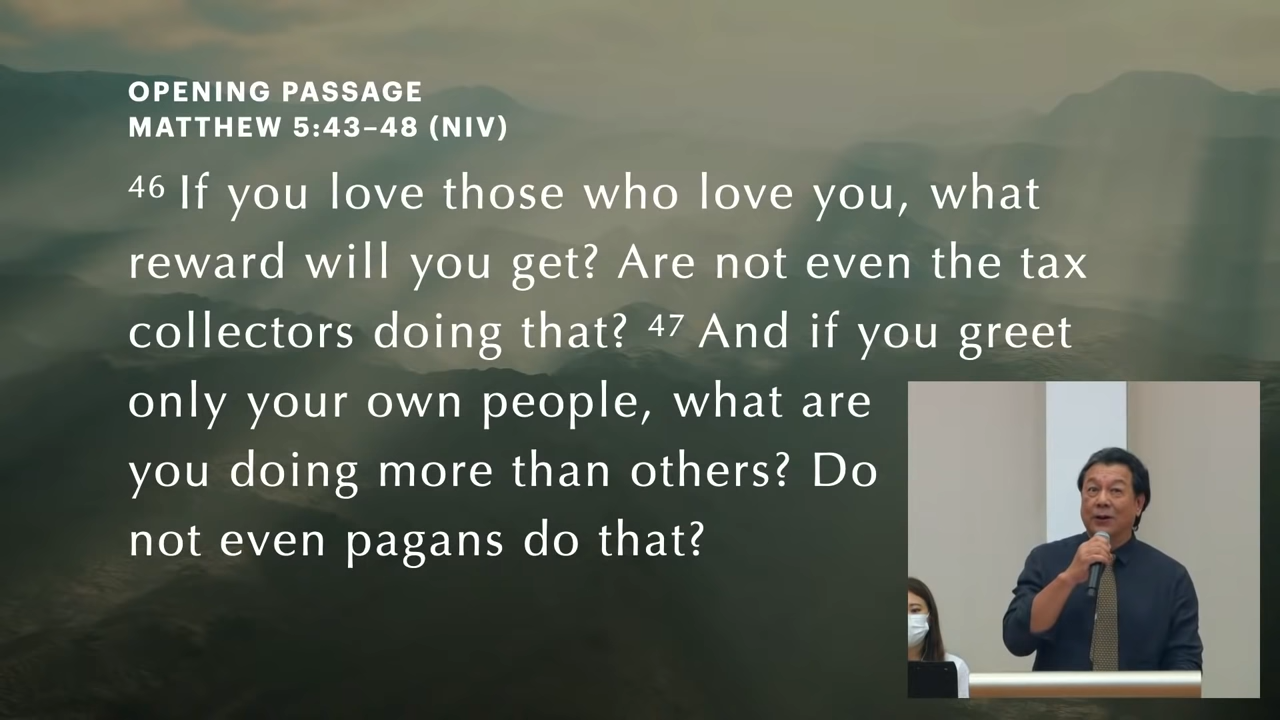 OPENING PASSAGE
MATTHEW 5:43–48 (NIV)
46 If you love those who love you, what
reward will you get? Are not even the tax
collectors doing that? 47 And if you greet
only your own people, what are
you doing more than others? Do
not even pagans do that?